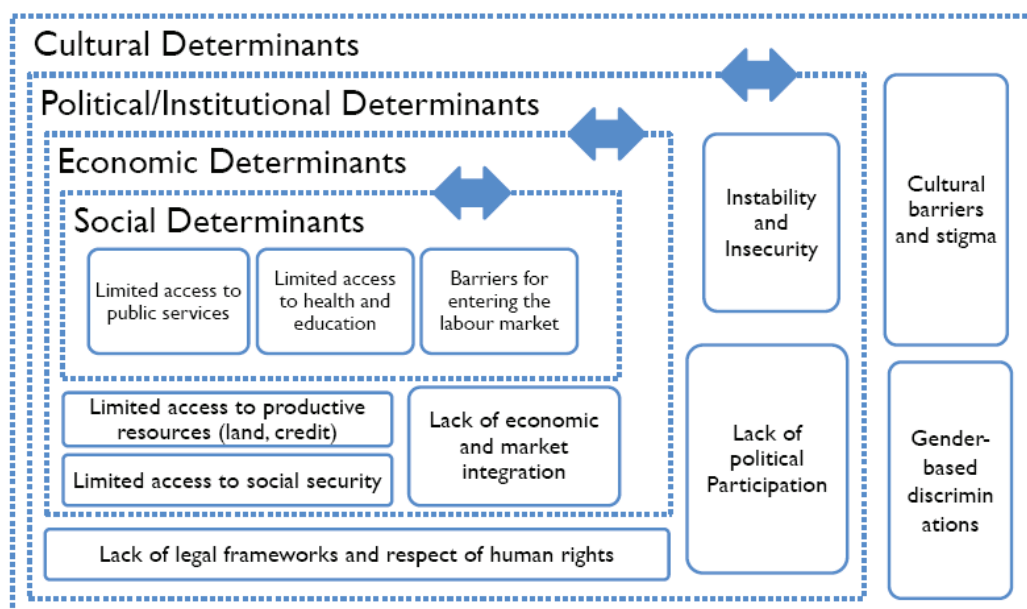 Cultural Determinants
Political/Institutional Determinants
Economic Determinants
Social Determinants
Limited access to
public services
Limited access
to health and
education
Barriers for
entering the
labour market
Limited access to productive
resources (land, credit)
Limited access to social security
Lack of economic
and market
integration
Lack of legal frameworks and respect of human rights
Instability
and
Insecurity
Lack of
political
Participation
Cultural
barriers
and stigma
Gender-
based
discrimin
ations